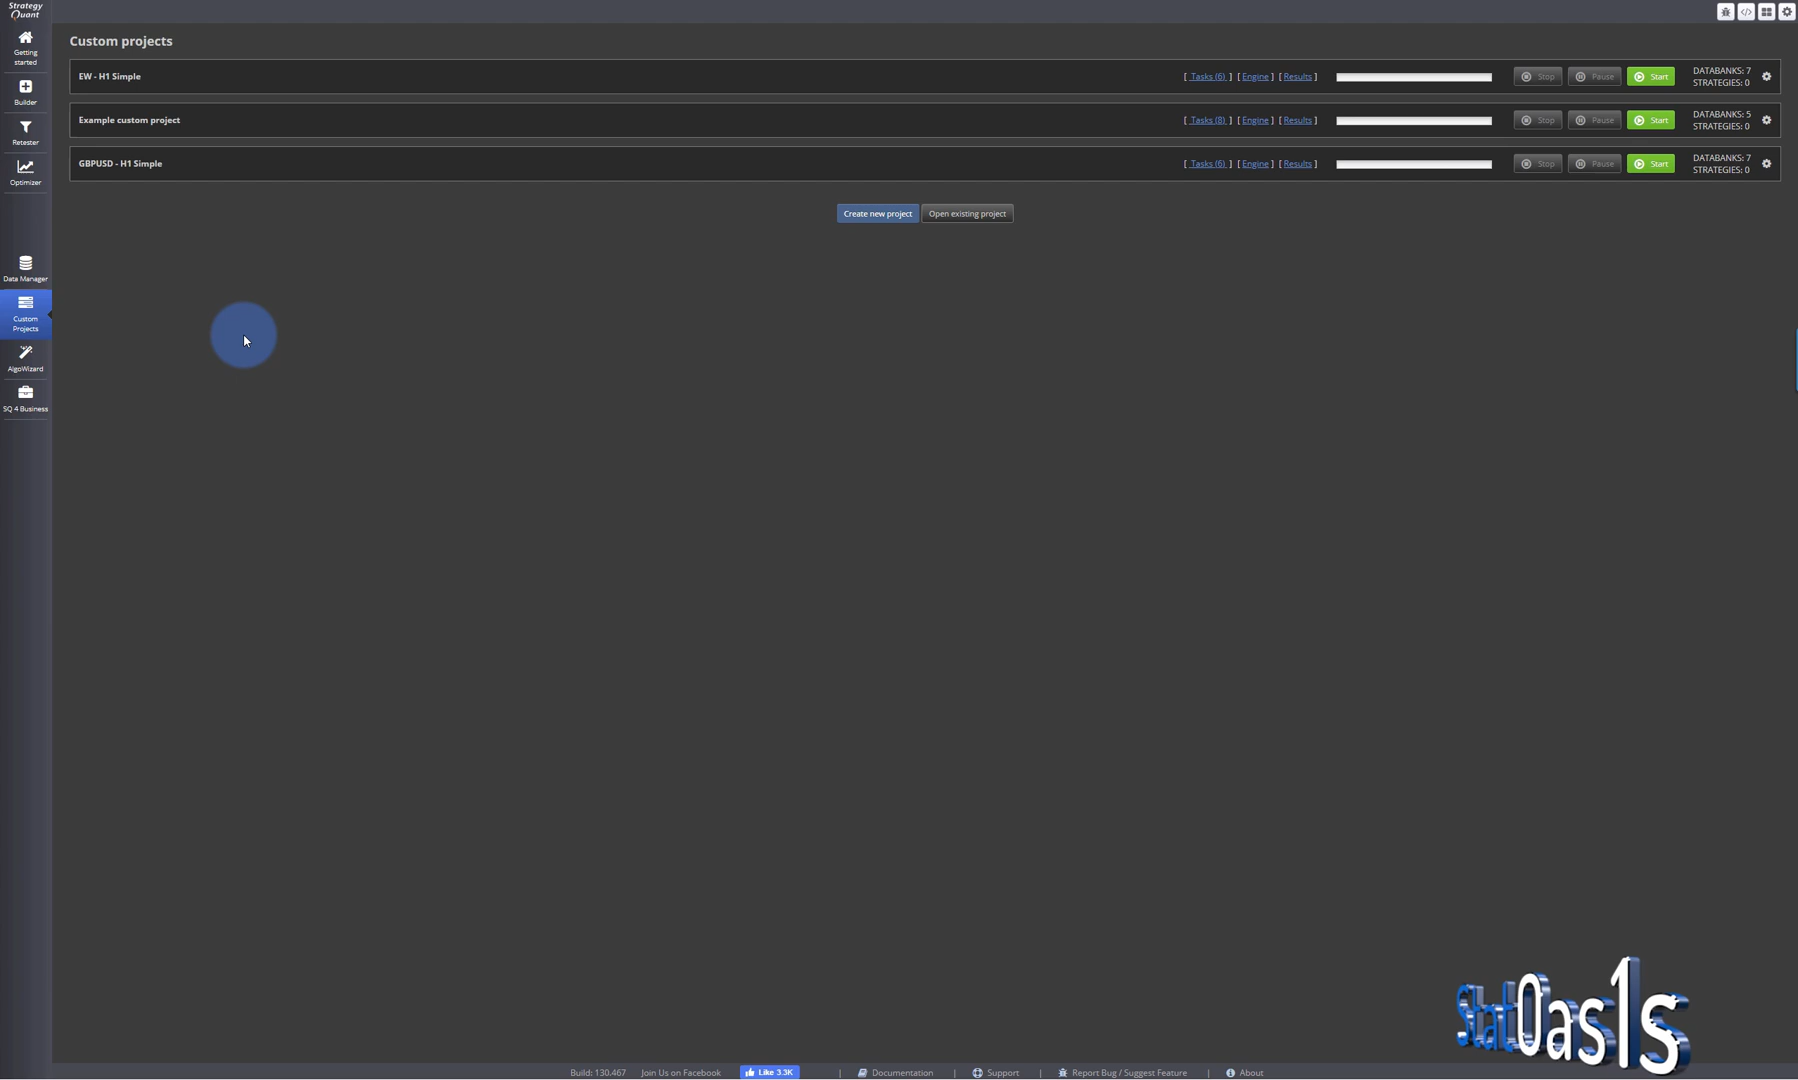 Strategy
Quant
Getting
started
Builder
Retester
Optimizer
Data Manager
Custom
Projects
AlgoWizard
SQ 4 Business
Custom projects
EW - H1 Simple
[ Tasks (6) ] [ Engine ] [ Results ]
Stop
Pause
Start
DATABANKS: 7
STRATEGIES: 0
Example custom project
[ Tasks (8) ] [ Engine ] [ Results ]
Stop
Pause
Start
DATABANKS: 5
STRATEGIES: 0
GBPUSD - H1 Simple
[ Tasks (6) ] [ Engine ] [ Results ]
Stop
Pause
Start
DATABANKS: 7
STRATEGIES: 0
Create new project
Open existing project
StatOas1s
Build: 130.467 Join Us on Facebook Like 3.3K | Documentation | Support | Report Bug / Suggest Feature | About